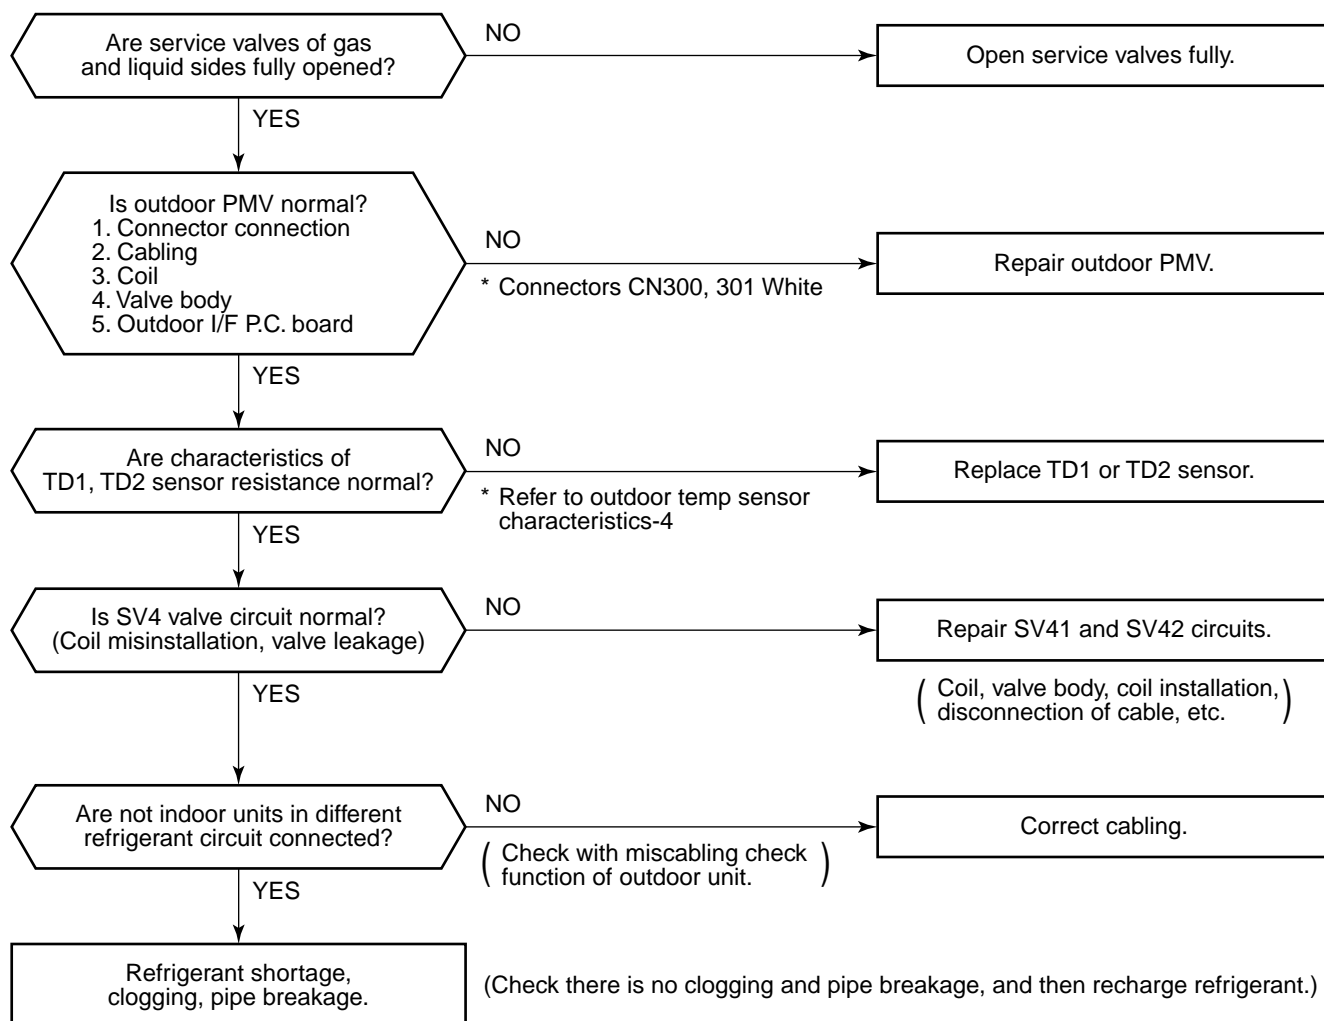 Are service valves of gas
and liquid sides fully opened?
NO
Open service valves fully.
YES
Is outdoor PMV normal?
1. Connector connection
2. Cabling
3. Coil
4. Valve body
5. Outdoor I/F P.C. board
NO
* Connectors CN300, 301 White
Repair outdoor PMV.
YES
Are characteristics of
TD1, TD2 sensor resistance normal?
NO
* Refer to outdoor temp sensor
characteristics-4
Replace TD1 or TD2 sensor.
YES
Is SV4 valve circuit normal?
(Coil misinstallation, valve leakage)
NO
Repair SV41 and SV42 circuits.
(Coil, valve body, coil installation,
disconnection of cable, etc.)
YES
Are not indoor units in different
refrigerant circuit connected?
NO
(Check with miscabling check
function of outdoor unit.)
Correct cabling.
YES
Refrigerant shortage,
clogging, pipe breakage.
(Check there is no clogging and pipe breakage, and then recharge refrigerant.)